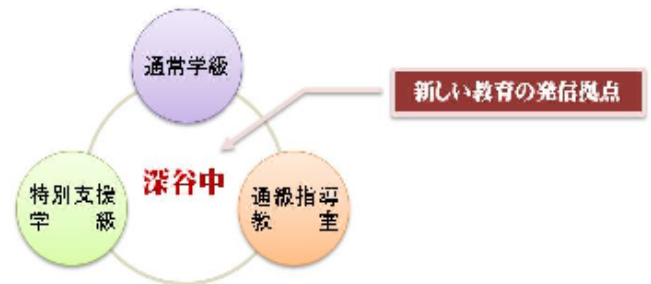 通常学級
新しい教育の発信拠点
深谷中
特別支援
学　級
通級指導
教　室